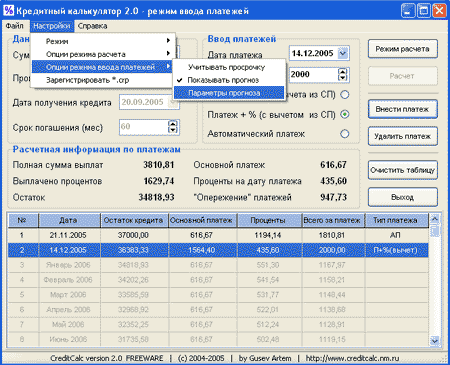 Кредитный калькуллятор 2.0 - режим ввода платежей
Файл Настройки Справка
Режим
Опции режима расчета
Опции режима ввода платежей
Зарегистрировать *.crp
Учитывать просрочку
Показывать прогноз
Параметры прогноза
Ввод платежей
Дата платежа 14.12.2005
2000
Дата получения кредита 20.09.2005
Срок погашения (мес) 60
Платеж + % (с вычетом из СП)
Автоматический платеж
Режим расчета
Расчет
Внести платеж
Удалить платеж
Очистить таблицу
Выход
Расчетная информация по платежам
Полная сумма выплат 3810,81 Основной платеж 616,67
Выплачено процентов 1629,74 Проценты на дату платежа 435,60
Остаток 34818,93 "Опережение" платежей 947,73
№ Дата Остаток кредита Основной платеж Проценты Всего за платеж Тип платежа
1 21.11.2005 37000,00 616,67 1194,14 1810,81 АП
2 14.12.2005 36383,33 1564,40 435,60 2000,00 П+%(вычет)
3 Январь 2006 34818,93 616,67 551,30 1167,97
4 Февраль 2006 34202,26 616,67 541,54 1158,21
5 Март 2006 33585,59 616,67 531,77 1148,44
6 Апрель 2006 32968,92 616,67 522,01 1138,68
7 Май 2006 32352,25 616,67 512,24 1128,91
8 Июнь 2006 31735,58 616,67 502,48 1119,15
CreditCalc version 2.0 FREEWARE | (c) 2004-2005 | by Gusev Artem | http://www.creditcalc.nm.ru